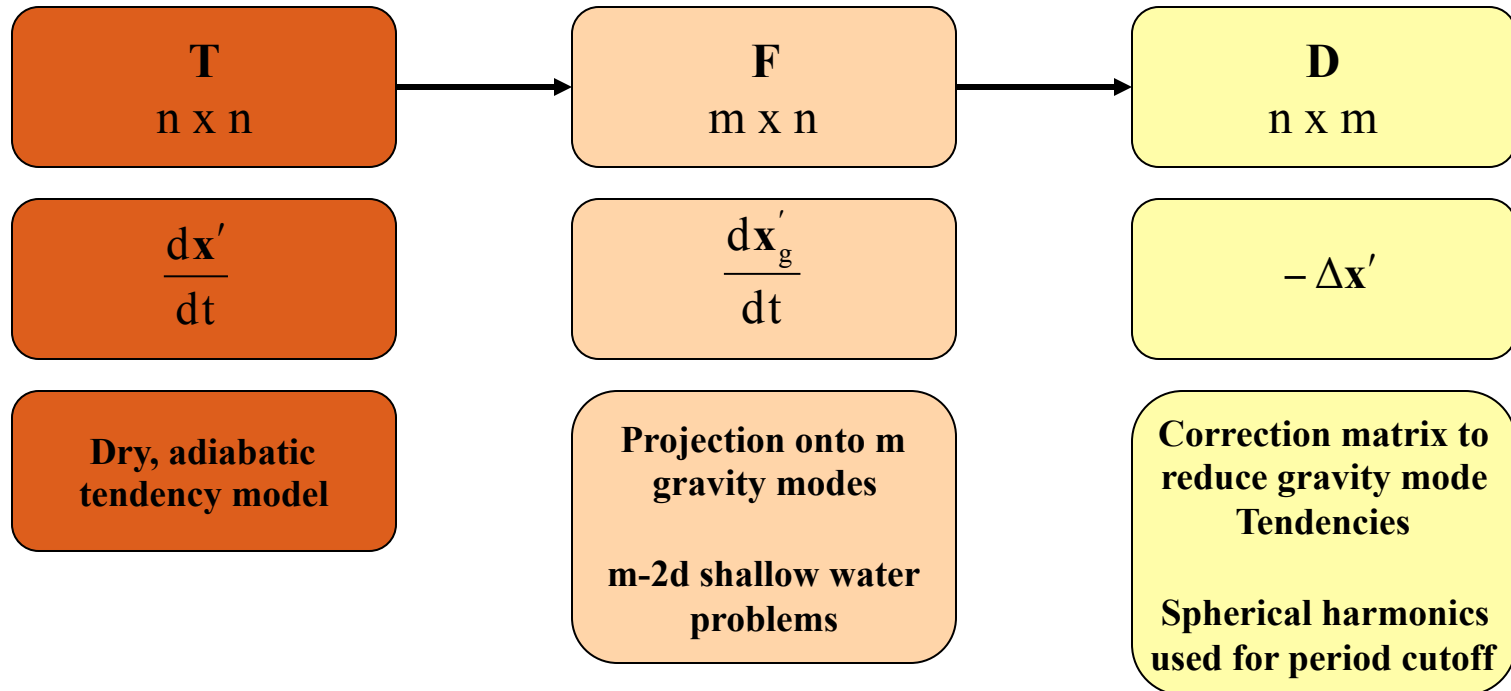 T
n x n
F
m x n
D
n x m
dx′
dt
dx′g
dt
− Δx′
Dry, adiabatic
tendency model
Projection onto m
gravity modes
m-2d shallow water
problems
Correction matrix to
reduce gravity mode
Tendencies
Spherical harmonics
used for period cutoff